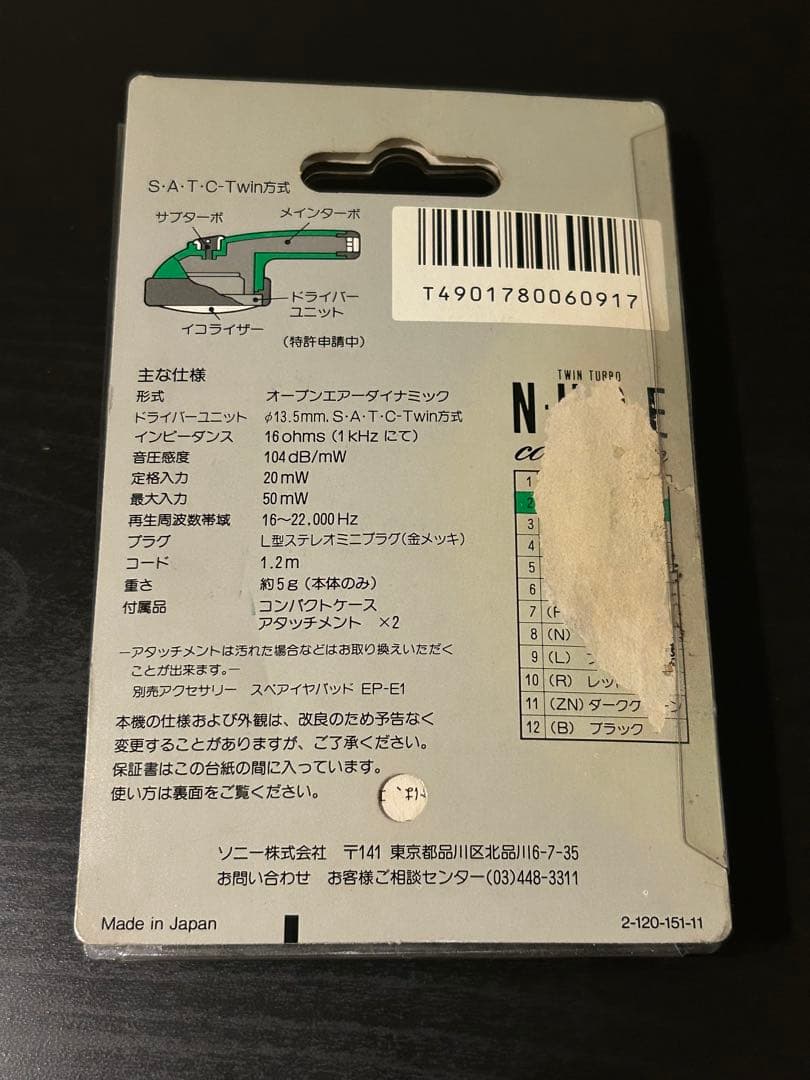 S・A・T・C-Twin方式
サブターボ
メインターボ
ドライバー
ユニット
イコライザー
(特許申請中)
T4901780060917
主な仕様
形式 オープンエアーダイナミック
ドライバーユニット φ13.5mm, S・A・T・C-Twin方式
インピーダンス 16ohms (1kHzにて)
音圧感度 104dB/mW
定格入力 20mW
最大入力 50mW
再生周波数帯域 16〜22,000Hz
プラグ L型ステレオミニプラグ(金メッキ)
コード 1.2m
重さ 約5g(本体のみ)
付属品 コンパクトケース
アタッチメント ×2
―アタッチメントは汚れた場合などはお取り換えいただく
ことが出来ます。―
別売アクセサリー スペアイヤパッド EP-E1
本機の仕様および外観は、改良のため予告なく
変更することがありますが、ご了承ください。
保証書はこの台紙の間に入っています。
使い方は裏面をご覧ください。
TWIN TURBO
1
2
3
4
5
6
7
8 (N)
9 (L)
10 (R)
11 (ZN)
12 (B) ブラック
ソニー株式会社 〒141 東京都品川区北品川6-7-35
お問い合わせ お客様ご相談センター(03)448-3311
Made in Japan
2-120-151-11